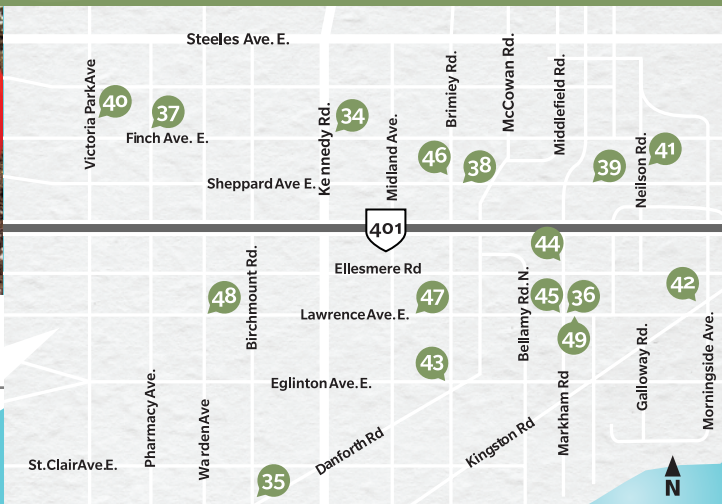 Steeles Ave. E.
Victoria ParkAve
40
37
Finch Ave. E.
Kennedy Rd.
34
Midland Ave.
Brimley Rd.
McCowan Rd.
Middlefield Rd.
46
38
39
Neilson Rd.
41
Sheppard Ave E.
401
44
Ellesmere Rd
48
Birchmount Rd.
47
Lawrence Ave. E.
Bellamy Rd. N.
45
36
42
49
43
Eglinton Ave. E.
Pharmacy Ave.
Warden Ave
Markham Rd
Galloway Rd.
Morningside Ave.
St. Clair Ave. E.
35
Danforth Rd
Kingston Rd
N